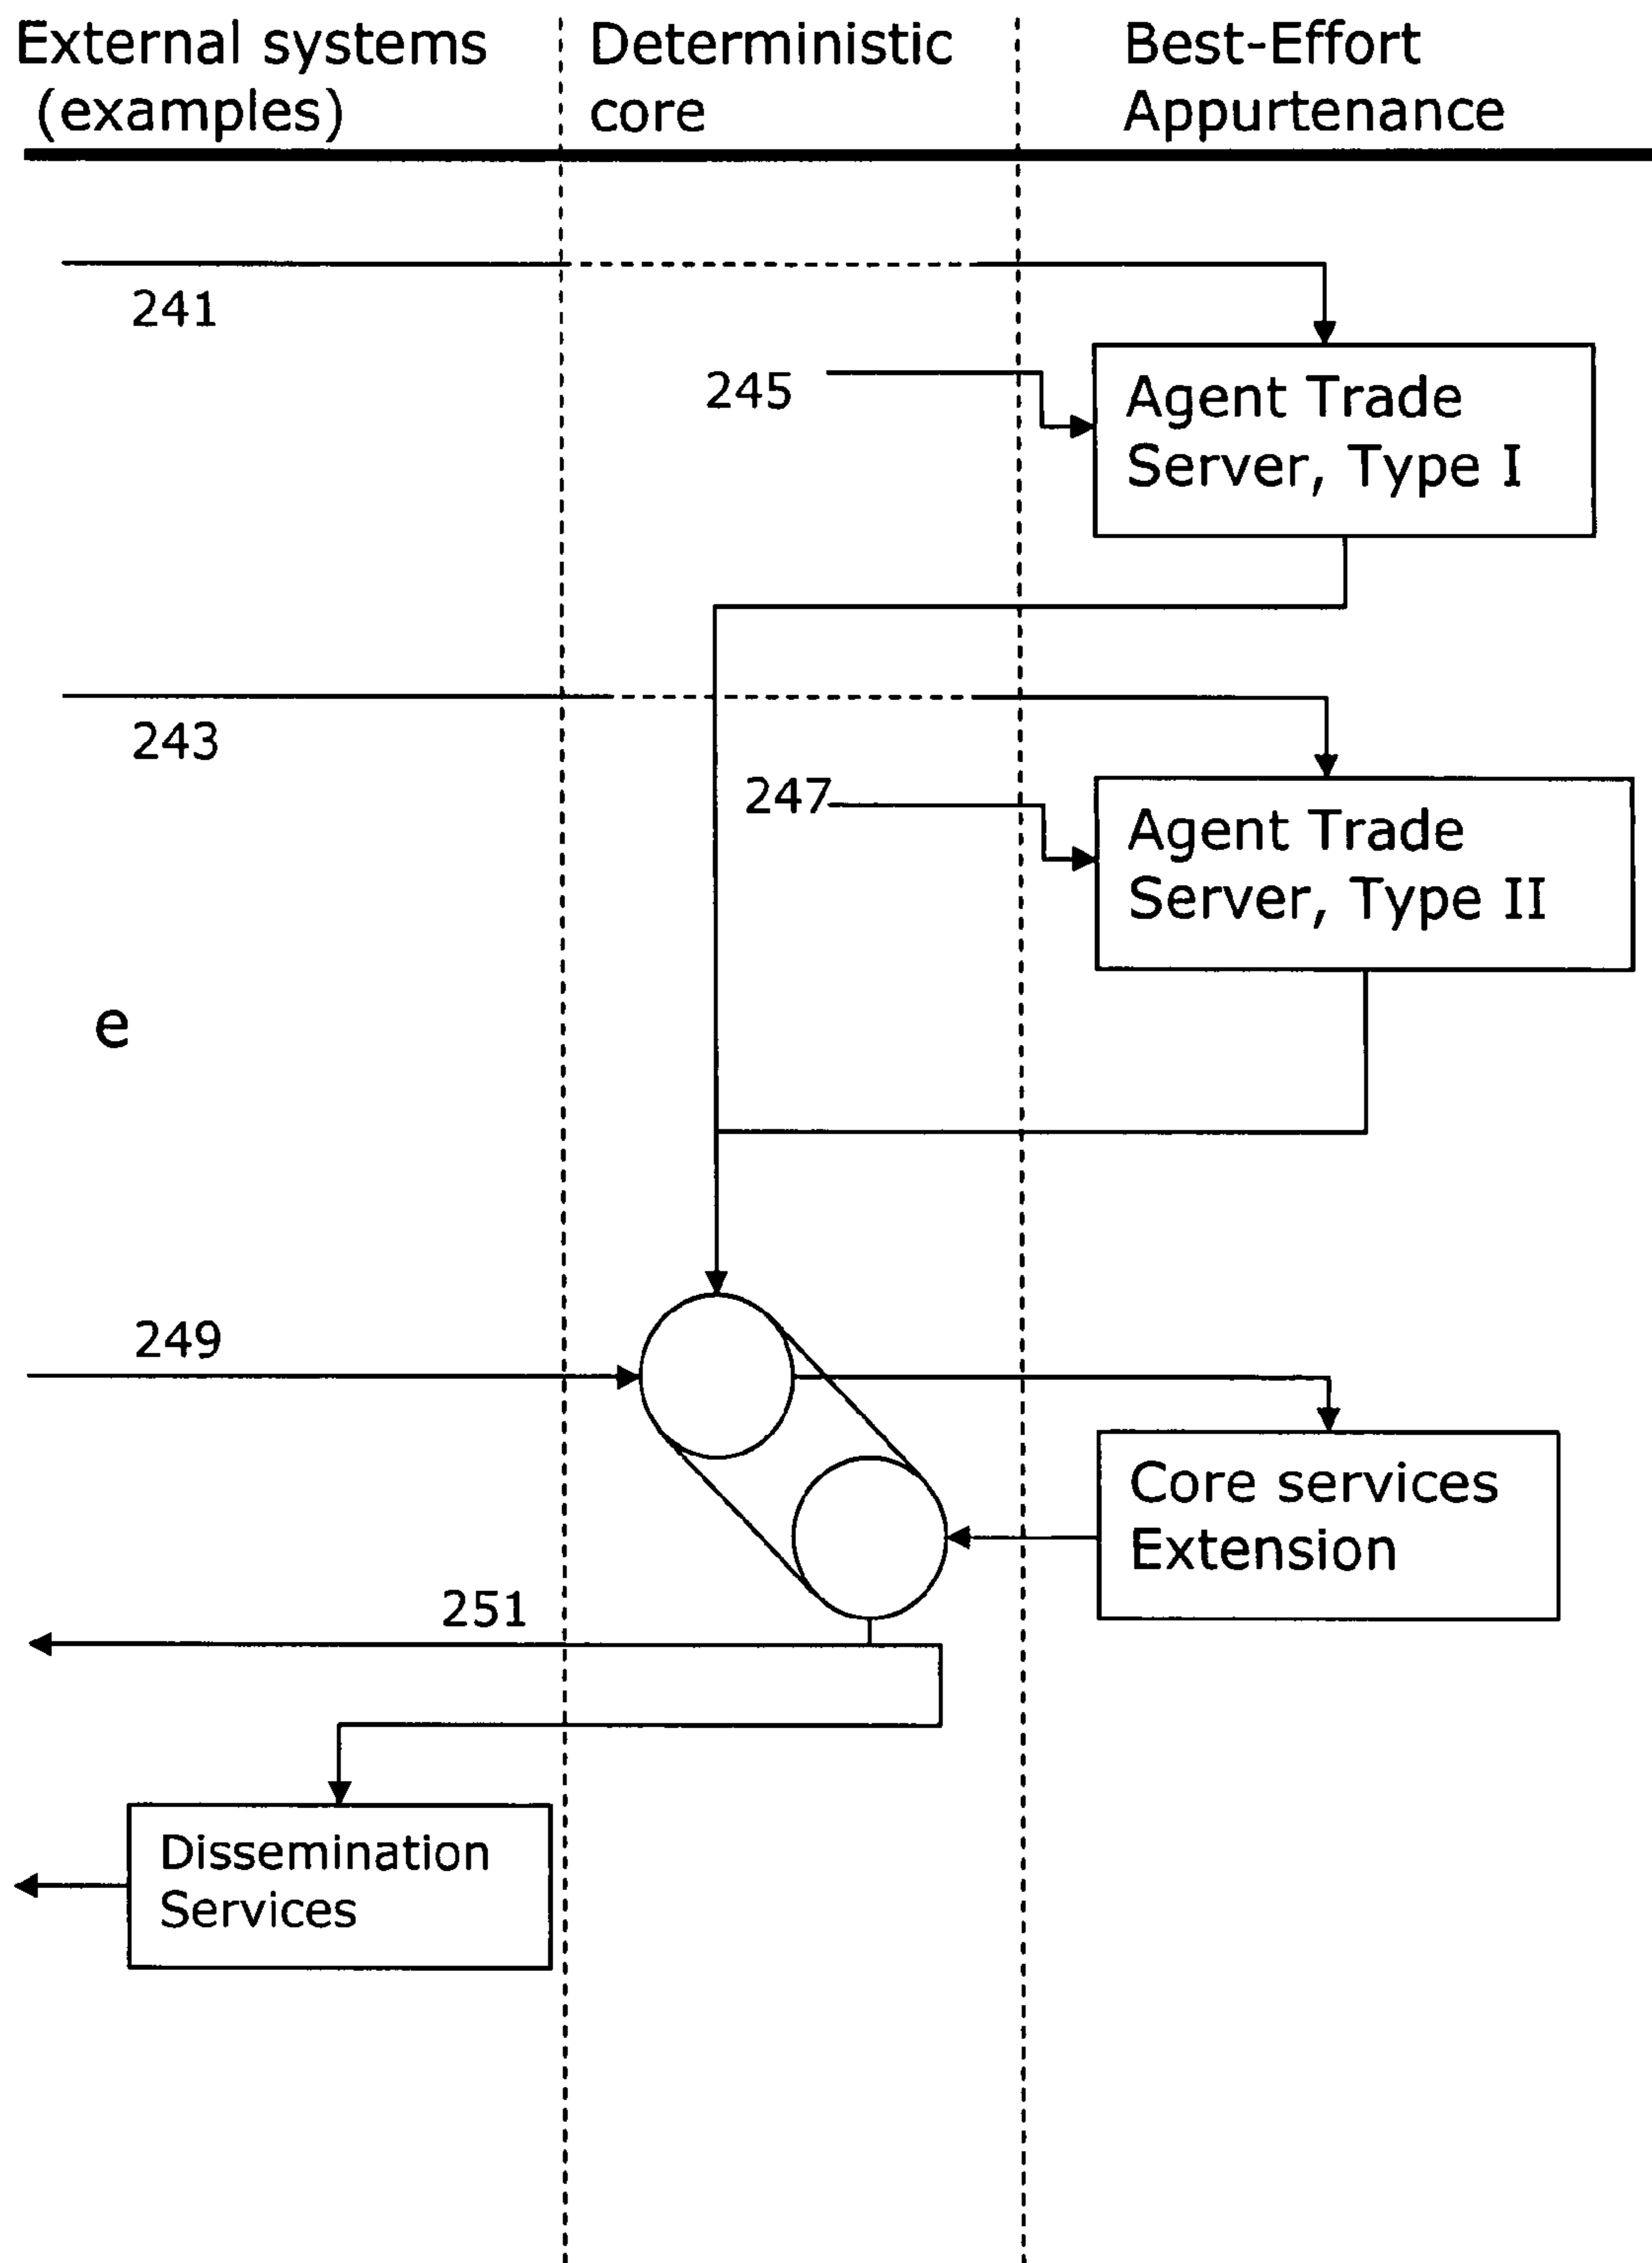 External systems
(examples)
Deterministic
core
Best-Effort
Appurtenance
241
245
Agent Trade
Server, Type I
243
247
Agent Trade
Server, Type II
e
249
Core services
Extension
251
Dissemination
Services